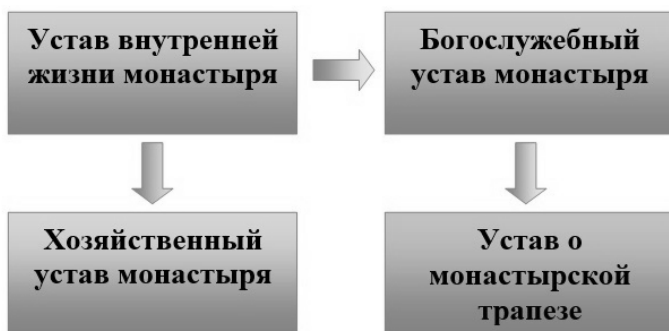 Устав внутренней
жизни монастыря
Богослужебный
устав монастыря
Хозяйственный
устав монастыря
Устав о
монастырской
трапезе